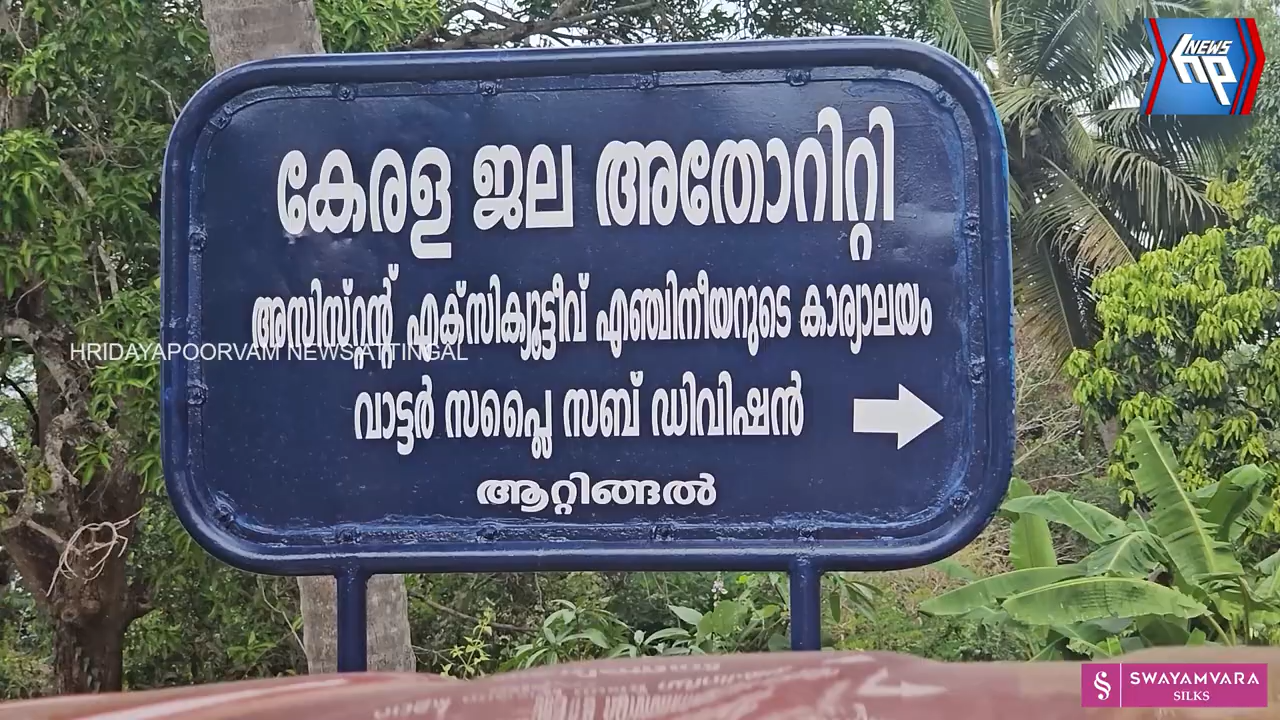 NEWS
hp
കേരള ജല അതോറിറ്റി
അസിസ്റ്റന്റ് എക്സിക്യൂട്ടീവ് എഞ്ചിനീയറുടെ കാര്യാലയം
HRIDAYAPOORVAM NEWS ATTINGAL
വാട്ടർ സപ്ലൈ സബ് ഡിവിഷൻ
ആറ്റിങ്ങൽ
SWAYAMVARA
SILKS